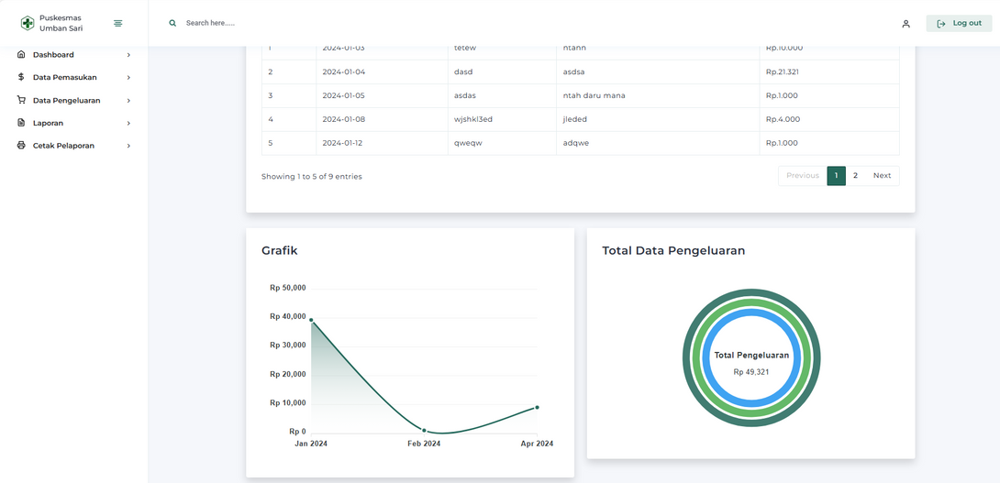 Puskesmas
Umban Sari
Search here.....
Log out
Dashboard
Data Pemasukan
Data Pengeluaran
Laporan
Cetak Pelaporan
1 2024-01-03 tetew ntahh Rp.10.000
2 2024-01-04 dasd asdsa Rp.21.321
3 2024-01-05 asdas ntah daru mana Rp.1.000
4 2024-01-08 wjshkl3ed jleded Rp.4.000
5 2024-01-12 qweqw adqwe Rp.1.000
Showing 1 to 5 of 9 entries
Previous 1 2 Next
Grafik
Rp 50,000
Rp 40,000
Rp 30,000
Rp 20,000
Rp 10,000
Rp 0
Jan 2024 Feb 2024 Apr 2024
Total Data Pengeluaran
Total Pengeluaran
Rp 49,321